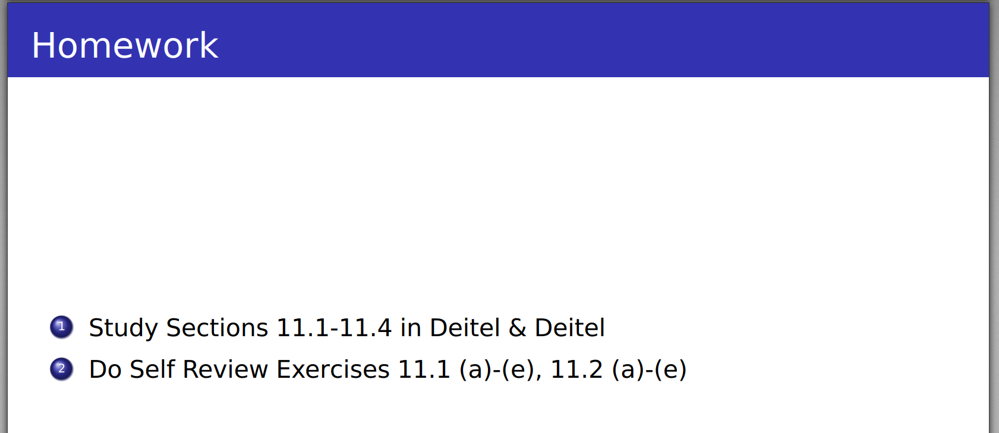 Homework
1 Study Sections 11.1-11.4 in Deitel & Deitel
2 Do Self Review Exercises 11.1 (a)-(e), 11.2 (a)-(e)